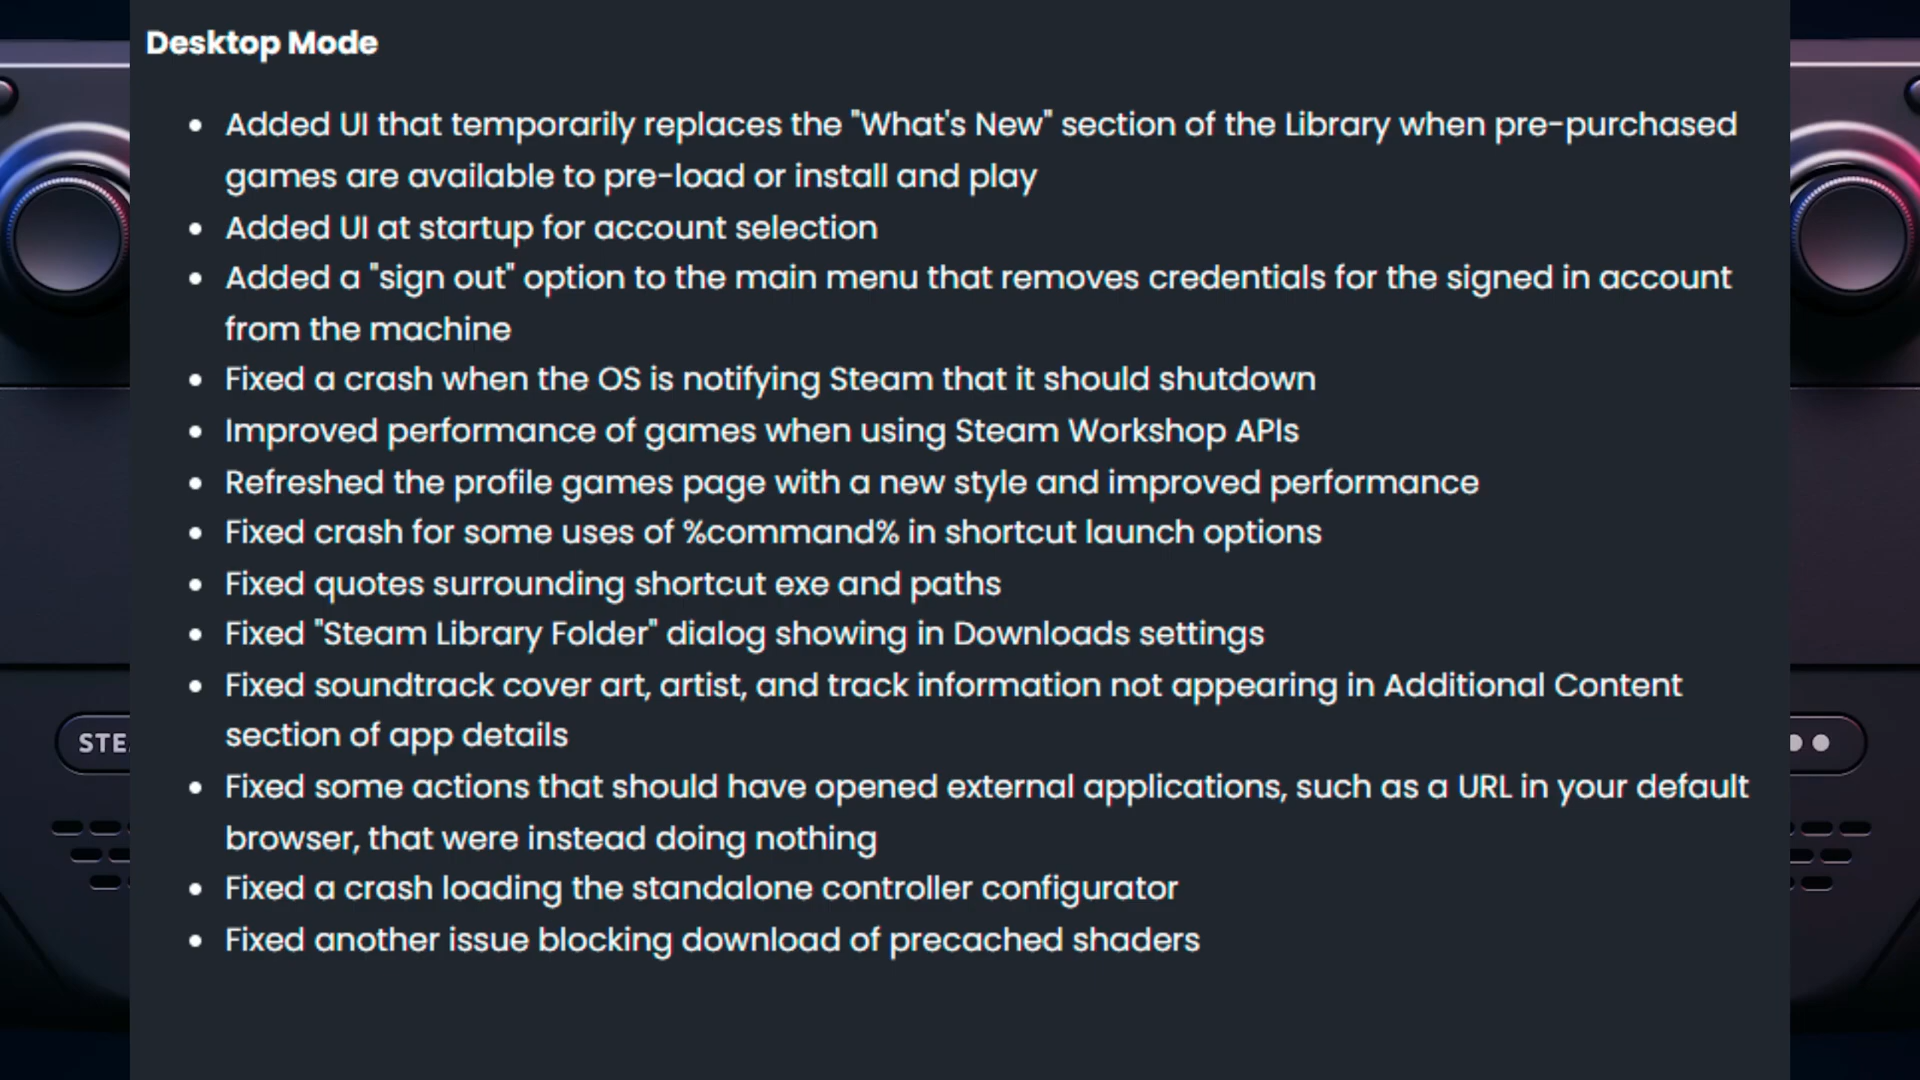 Desktop Mode
• Added UI that temporarily replaces the "What's New" section of the Library when pre-purchased
games are available to pre-load or install and play
• Added UI at startup for account selection
• Added a "sign out" option to the main menu that removes credentials for the signed in account
from the machine
• Fixed a crash when the OS is notifying Steam that it should shutdown
• Improved performance of games when using Steam Workshop APIs
• Refreshed the profile games page with a new style and improved performance
• Fixed crash for some uses of %command% in shortcut launch options
• Fixed quotes surrounding shortcut exe and paths
• Fixed "Steam Library Folder" dialog showing in Downloads settings
• Fixed soundtrack cover art, artist, and track information not appearing in Additional Content
section of app details
STE
• Fixed some actions that should have opened external applications, such as a URL in your default
browser, that were instead doing nothing
• Fixed a crash loading the standalone controller configurator
• Fixed another issue blocking download of precached shaders